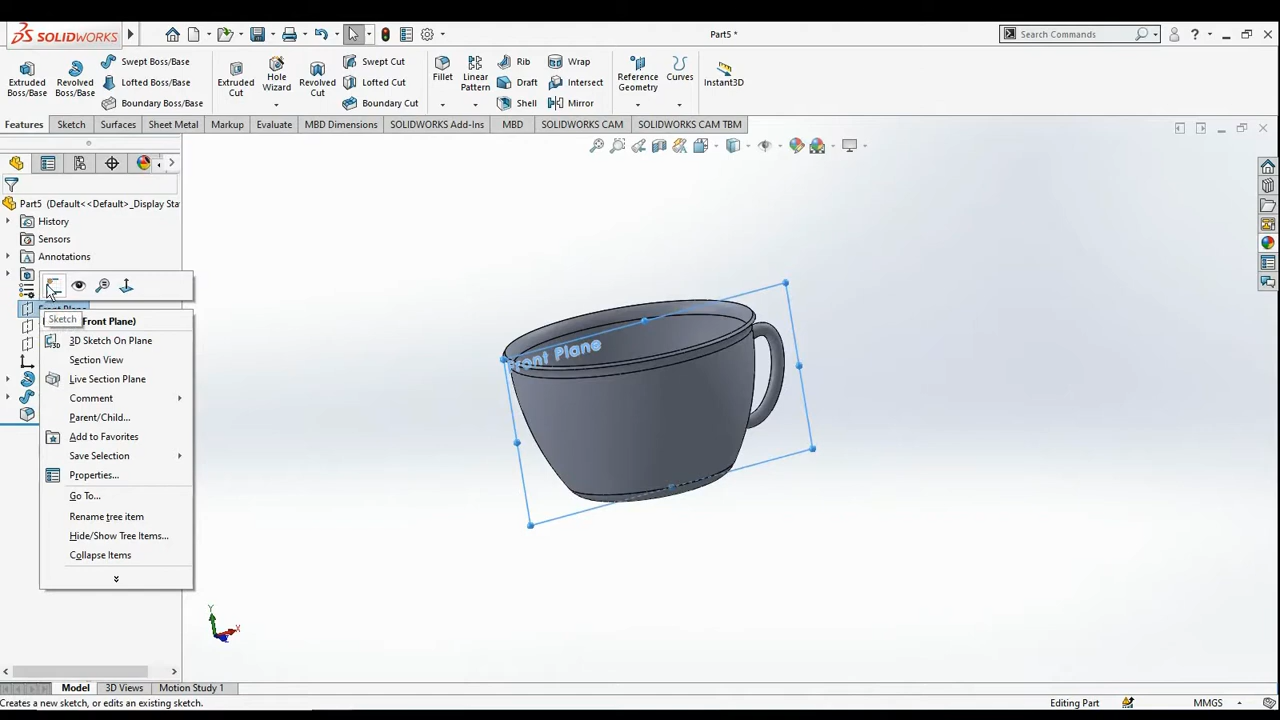 SOLIDWORKS
Part5 *
Search Commands
Extruded Boss/Base
Revolved Boss/Base
Swept Boss/Base
Lofted Boss/Base
Boundary Boss/Base
Extruded Cut
Hole Wizard
Revolved Cut
Swept Cut
Lofted Cut
Boundary Cut
Fillet
Linear Pattern
Rib
Draft
Shell
Wrap
Intersect
Mirror
Reference Geometry
Curves
Instant3D
Features
Sketch
Surfaces
Sheet Metal
Markup
Evaluate
MBD Dimensions
SOLIDWORKS Add-Ins
MBD
SOLIDWORKS CAM
SOLIDWORKS CAM TBM
Part5 (Default<<Default>_Display Sta
History
Sensors
Annotations
Front Plane
Sketch
Front Plane)
3D Sketch On Plane
Section View
Live Section Plane
Comment
Parent/Child...
Add to Favorites
Save Selection
Properties...
Go To...
Rename tree item
Hide/Show Tree Items...
Collapse Items
Front Plane
Y
X
Model
3D Views
Motion Study 1
Creates a new sketch, or edits an existing sketch.
Editing Part
MMGS